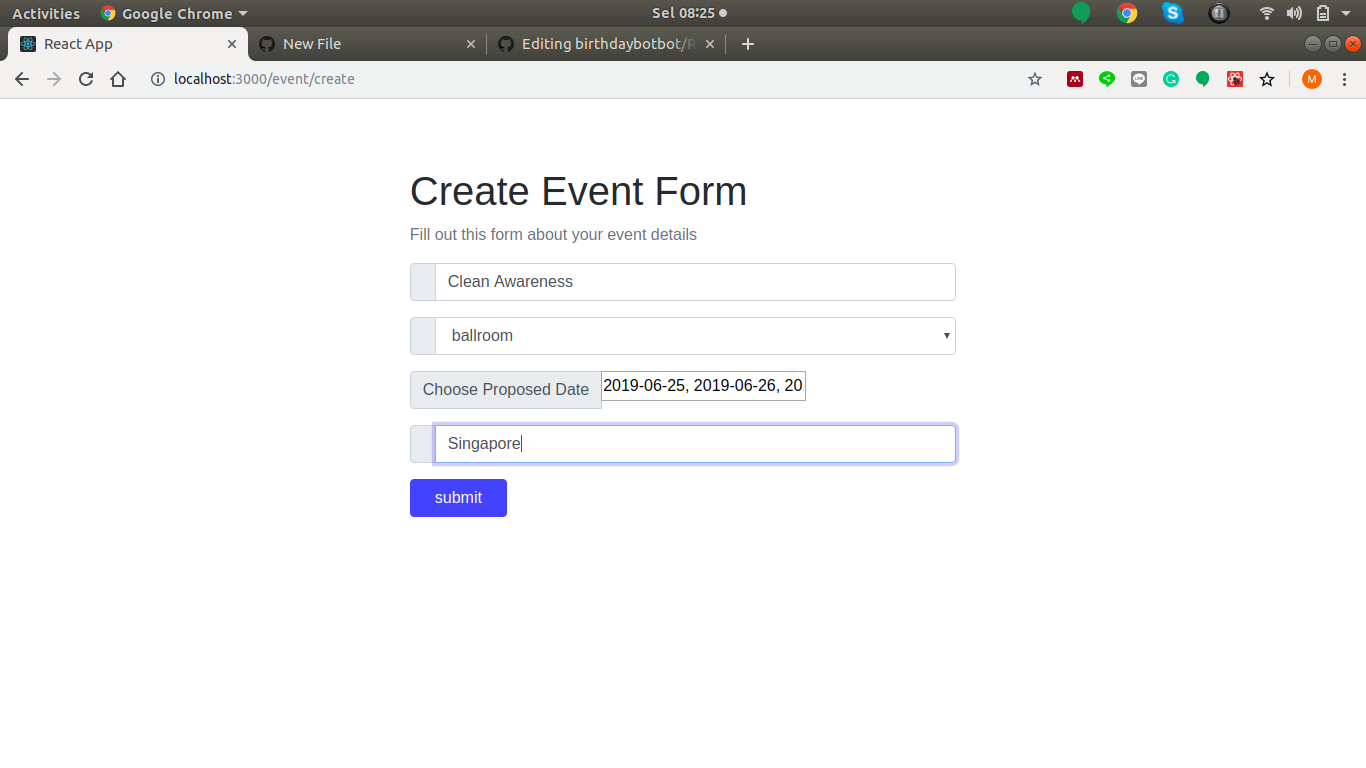 Activities Google Chrome Sel 08:25
React App New File Editing birthdaybotbot/R
localhost:3000/event/create M
Create Event Form
Fill out this form about your event details
Clean Awareness
ballroom
Choose Proposed Date 2019-06-25, 2019-06-26, 20
Singapore
submit